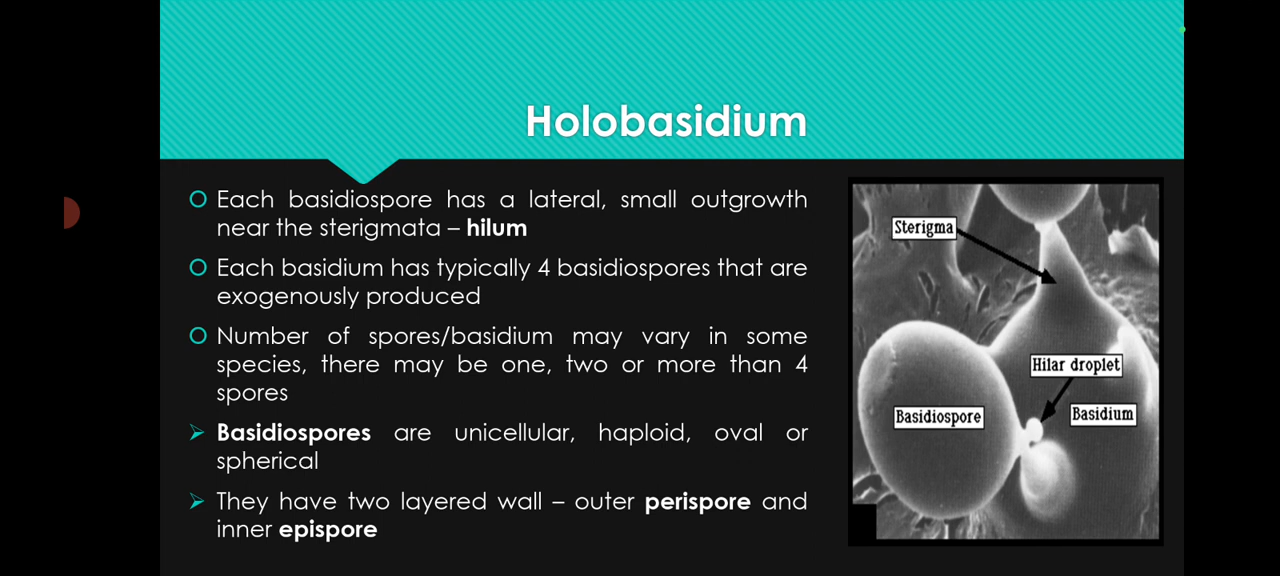 Holobasidium
Each basidiospore has a lateral, small outgrowth
near the sterigmata – hilum
Each basidium has typically 4 basidiospores that are
exogenously produced
Number of spores/basidium may vary in some
species, there may be one, two or more than 4
spores
Basidiospores are unicellular, haploid, oval or
spherical
They have two layered wall – outer perispore and
inner epispore
Sterigma
Hilar droplet
Basidiospore
Basidium